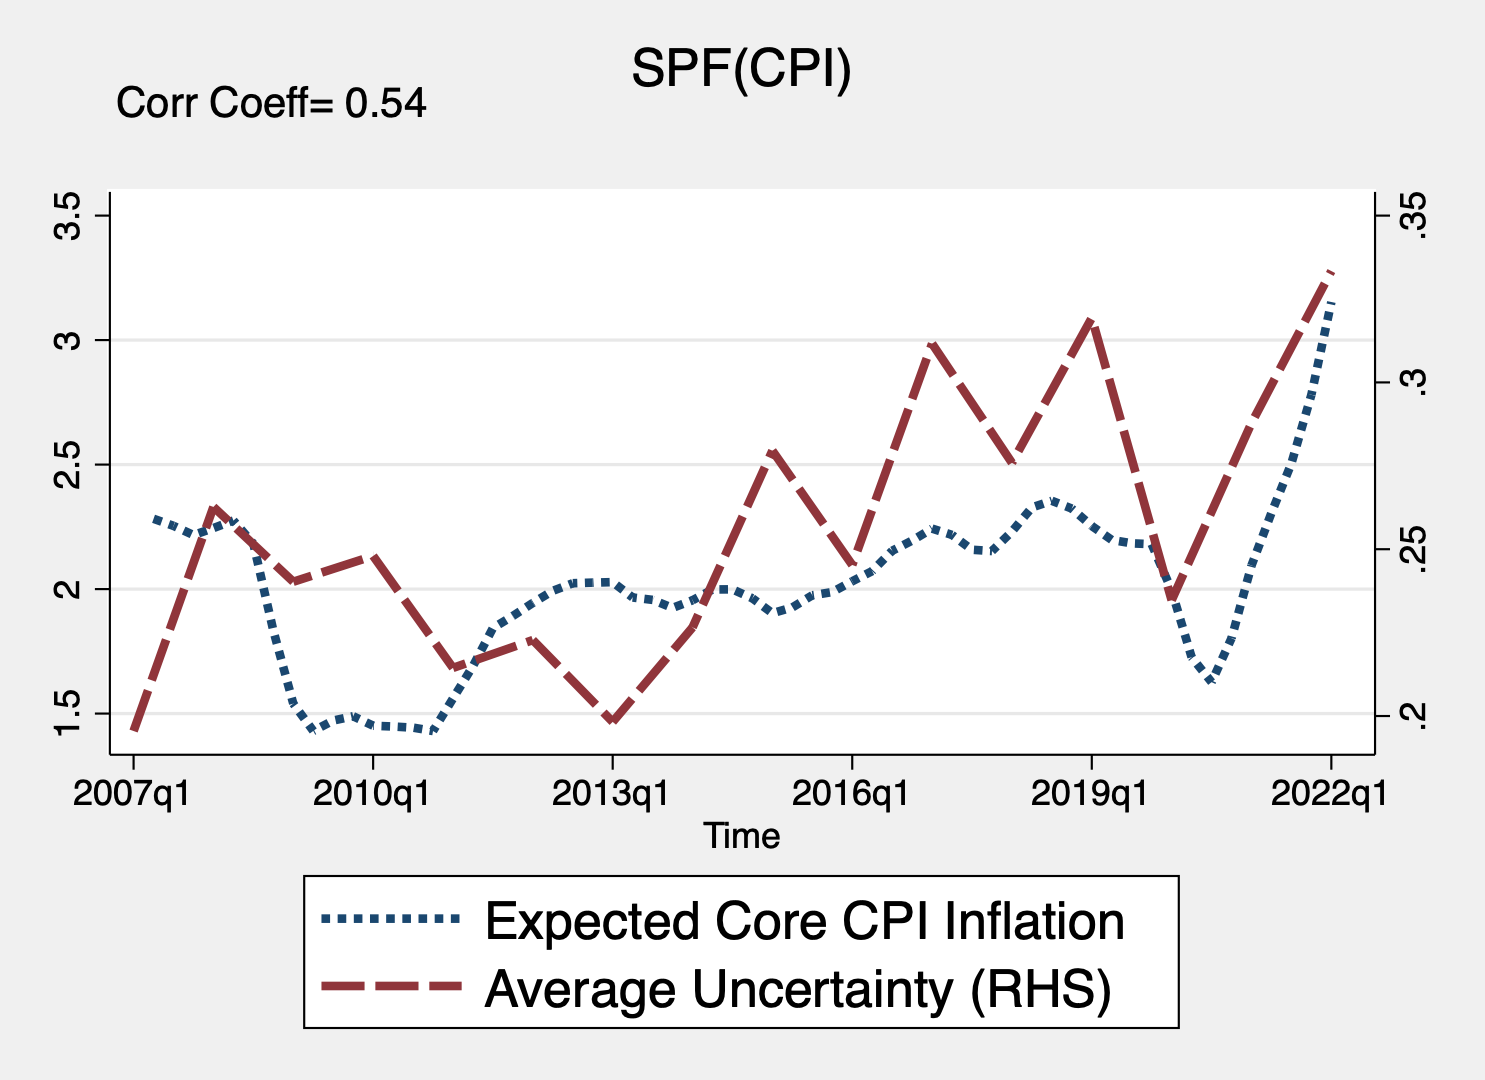 SPF(CPI)
Corr Coeff= 0.54
3.5
3
2.5
2
1.5
.35
.3
.25
.2
2007q1 2010q1 2013q1 2016q1 2019q1 2022q1
Time
Expected Core CPI Inflation
Average Uncertainty (RHS)